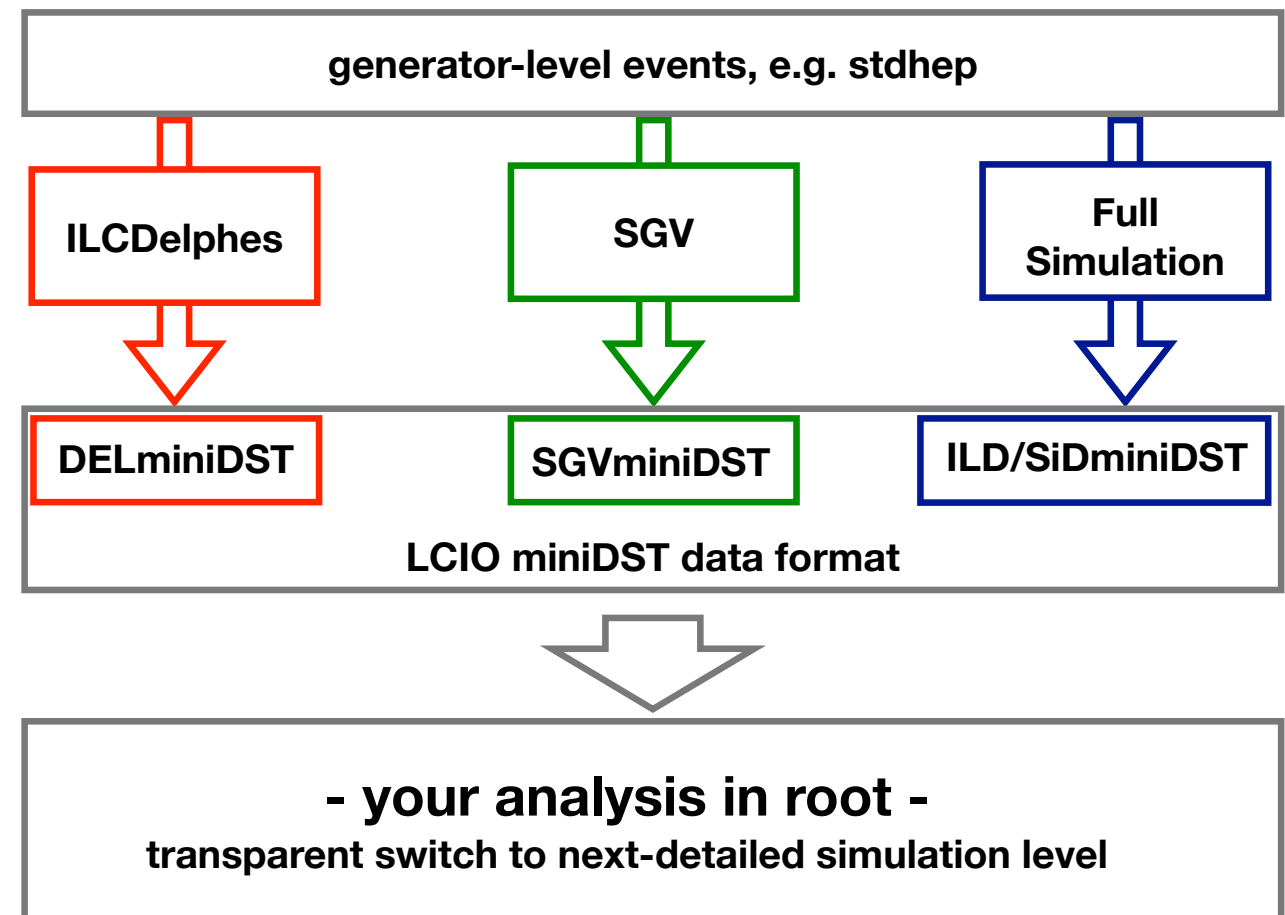 generator-level events, e.g. stdhep
ILCDelphes
SGV
Full
Simulation
DELminiDST
SGVminiDST
ILD/SiDminiDST
LCIO miniDST data format
- your analysis in root -
transparent switch to next-detailed simulation level